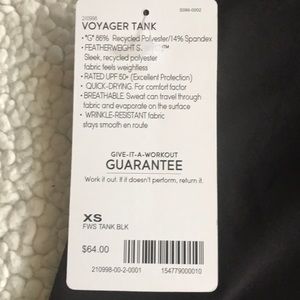 S086-0002
210998
VOYAGER TANK
• "G" 86% Recycled Polyester/14% Spandex
• FEATHERWEIGHT
Sleek, recycled polyester
fabric feels weightless
• RATED UPF 50+ (Excellent Protection)
• QUICK-DRYING. For comfort factor
• BREATHABLE. Sweat can travel through
fabric and evaporate on the surface
• WRINKLE-RESISTANT fabric
stays smooth en route
GIVE-IT-A-WORKOUT
GUARANTEE
Work it out. If it doesn't perform, return it.
XS
FWS TANK BLK
$64.00
210998-00-2-0001
154779000010